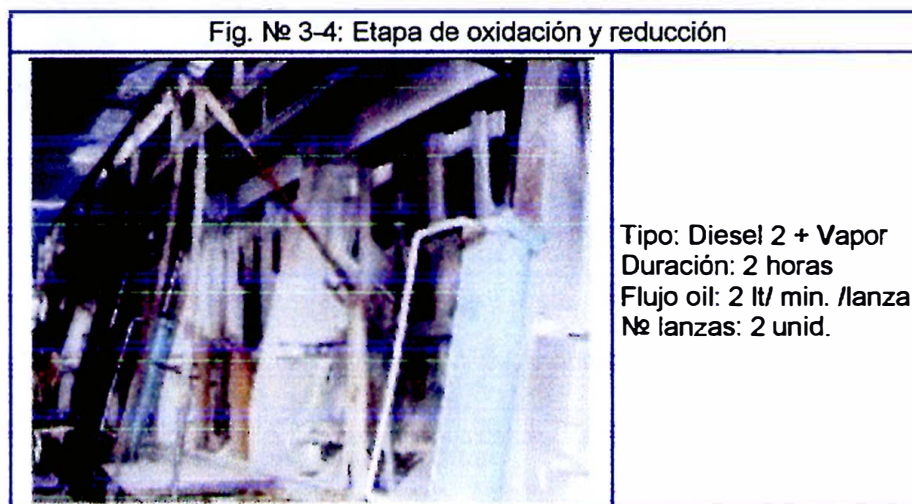 Fig. № 3-4: Etapa de oxidación y reducción
Tipo: Diesel 2 + Vapor
Duración: 2 horas
Flujo oil: 2 lt/ min. /lanza
№ lanzas: 2 unid.